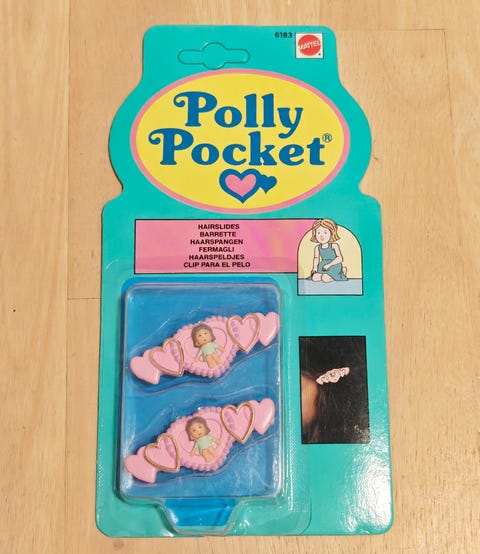 6183
MATTEL
Polly
Pocket®
HAIRSLIDES
BARRETTE
HAARSPANGEN
FERMAGLI
HAARSPELDJES
CLIP PARA EL PELO